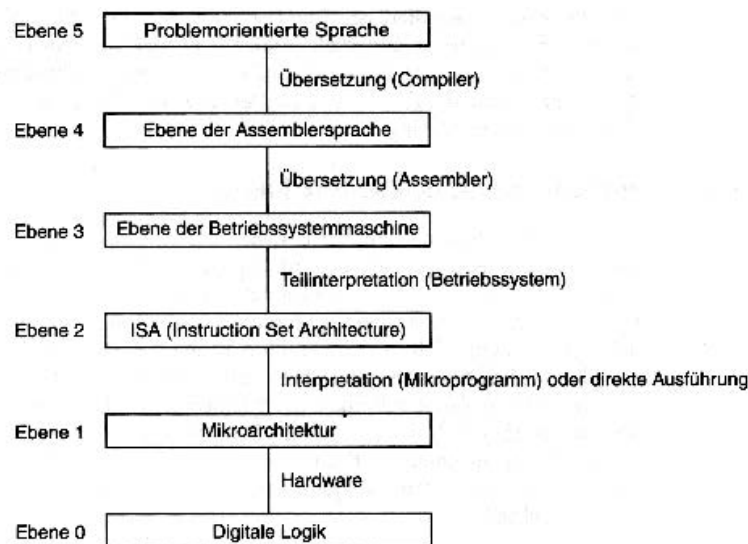 Ebene 5 Problemorientierte Sprache
Übersetzung (Compiler)
Ebene 4 Ebene der Assemblersprache
Übersetzung (Assembler)
Ebene 3 Ebene der Betriebssystemmaschine
Teilinterpretation (Betriebssystem)
Ebene 2 ISA (Instruction Set Architecture)
Interpretation (Mikroprogramm) oder direkte Ausführung
Ebene 1 Mikroarchitektur
Hardware
Ebene 0 Digitale Logik